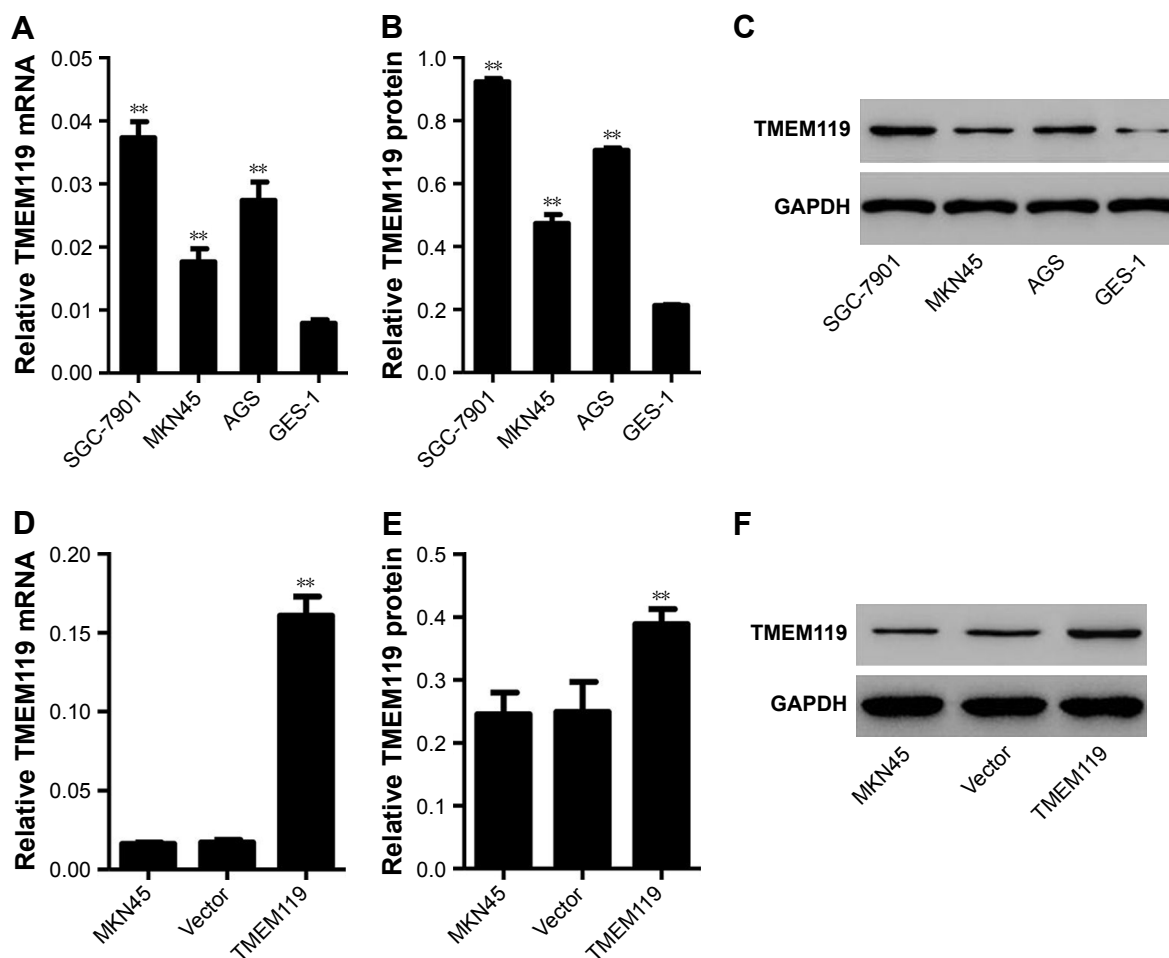 A
Relative TMEM119 mRNA
0.05
0.04
0.03
0.02
0.01
0.00
**
**
**
SGC-7901
MKN45
AGS
GES-1
B
Relative TMEM119 protein
1.0
0.8
0.6
0.4
0.2
0.0
**
**
**
SGC-7901
MKN45
AGS
GES-1
C
TMEM119
GAPDH
SGC-7901
MKN45
AGS
GES-1
D
Relative TMEM119 mRNA
0.20
0.15
0.10
0.05
0.00
**
MKN45
Vector
TMEM119
E
Relative TMEM119 protein
0.5
0.4
0.3
0.2
0.1
0.0
**
MKN45
Vector
TMEM119
F
TMEM119
GAPDH
MKN45
Vector
TMEM119